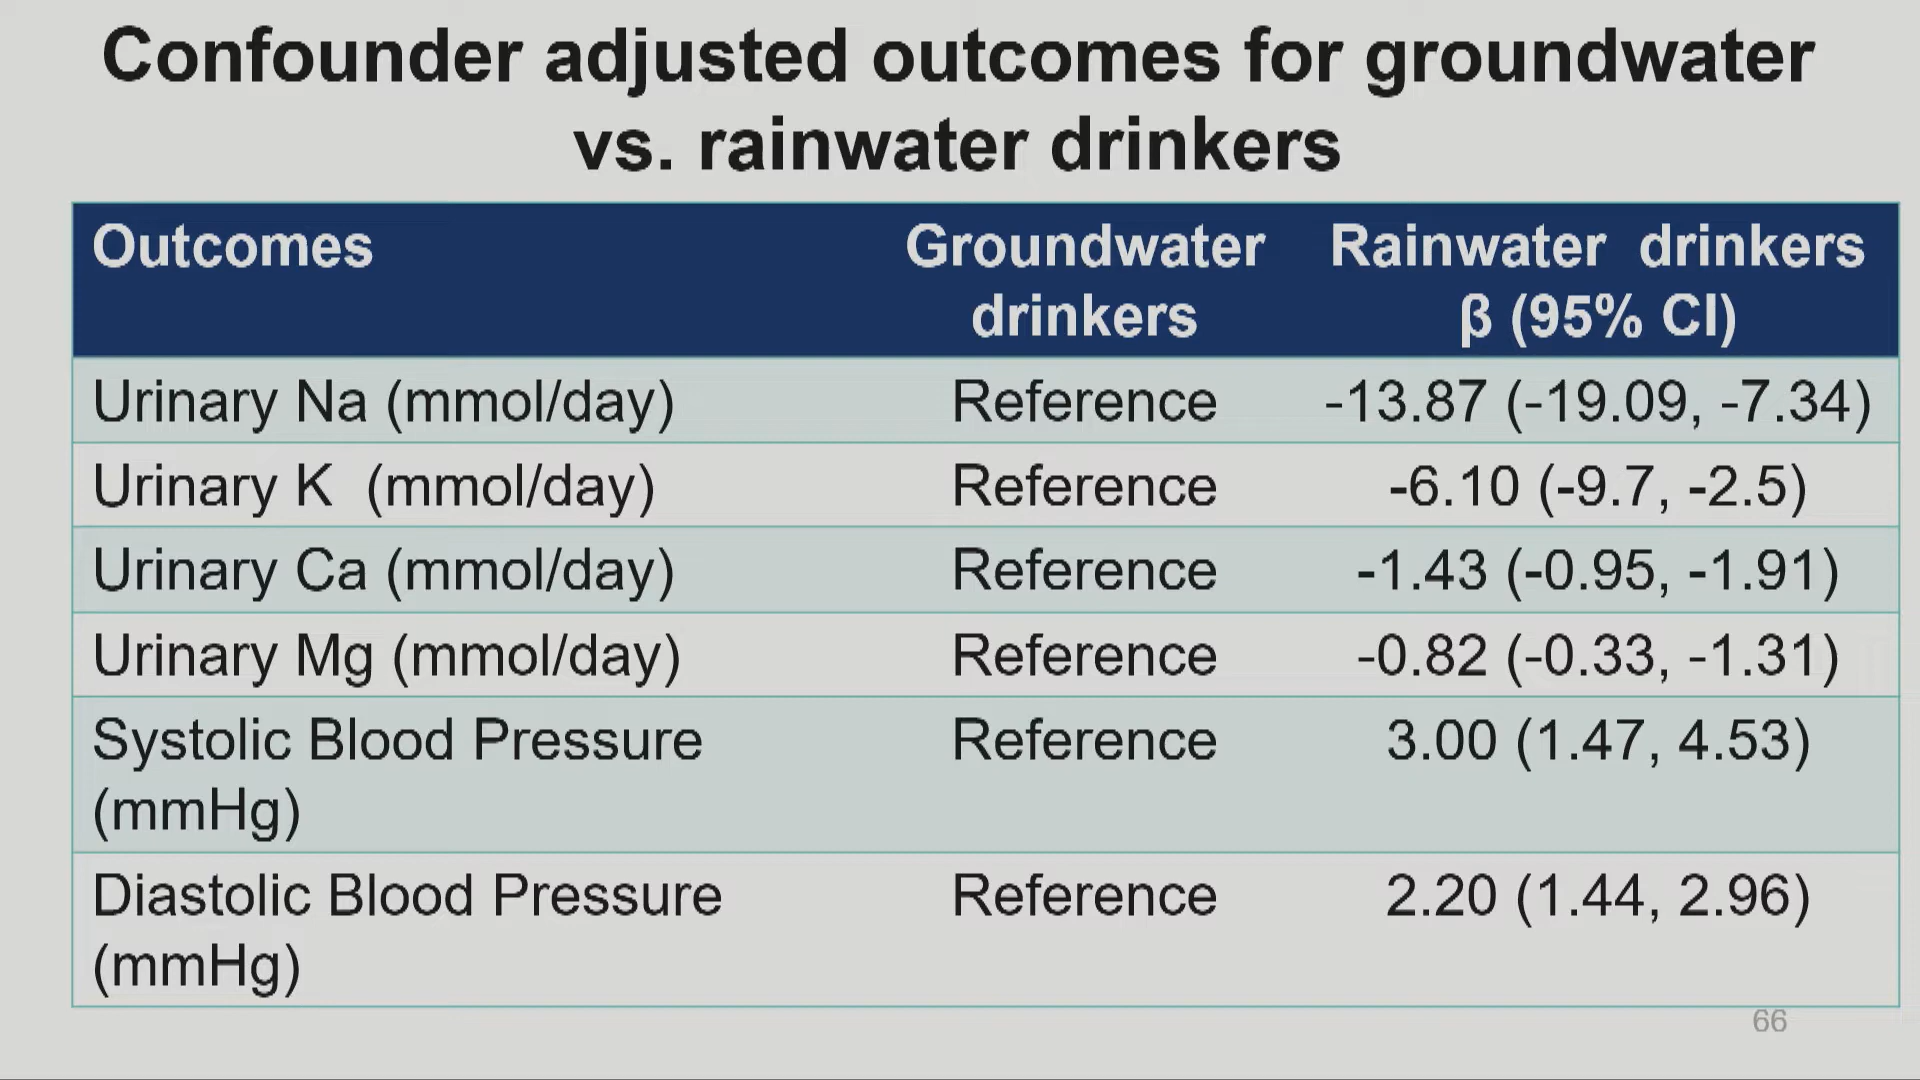 Confounder adjusted outcomes for groundwater
vs. rainwater drinkers
Outcomes Groundwater drinkers Rainwater drinkers β (95% CI)
Urinary Na (mmol/day) Reference -13.87 (-19.09, -7.34)
Urinary K (mmol/day) Reference -6.10 (-9.7, -2.5)
Urinary Ca (mmol/day) Reference -1.43 (-0.95, -1.91)
Urinary Mg (mmol/day) Reference -0.82 (-0.33, -1.31)
Systolic Blood Pressure (mmHg) Reference 3.00 (1.47, 4.53)
Diastolic Blood Pressure (mmHg) Reference 2.20 (1.44, 2.96)
66